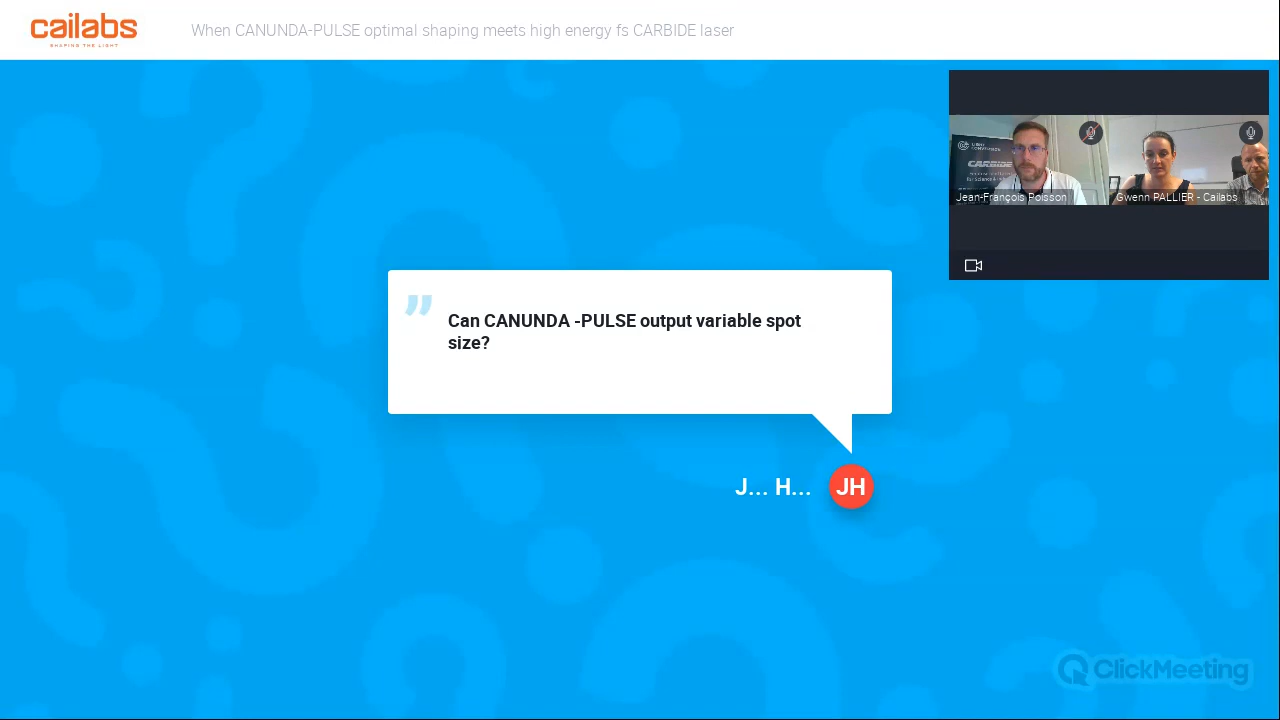 cailabs
SHAPING THE LIGHT
When CANUNDA-PULSE optimal shaping meets high energy fs CARBIDE laser
CARBIDE
Jean-François Poisson
Gwenn PALLIER - Cailabs
Can CANUNDA -PULSE output variable spot
size?
J... H...
JH
ClickMeeting